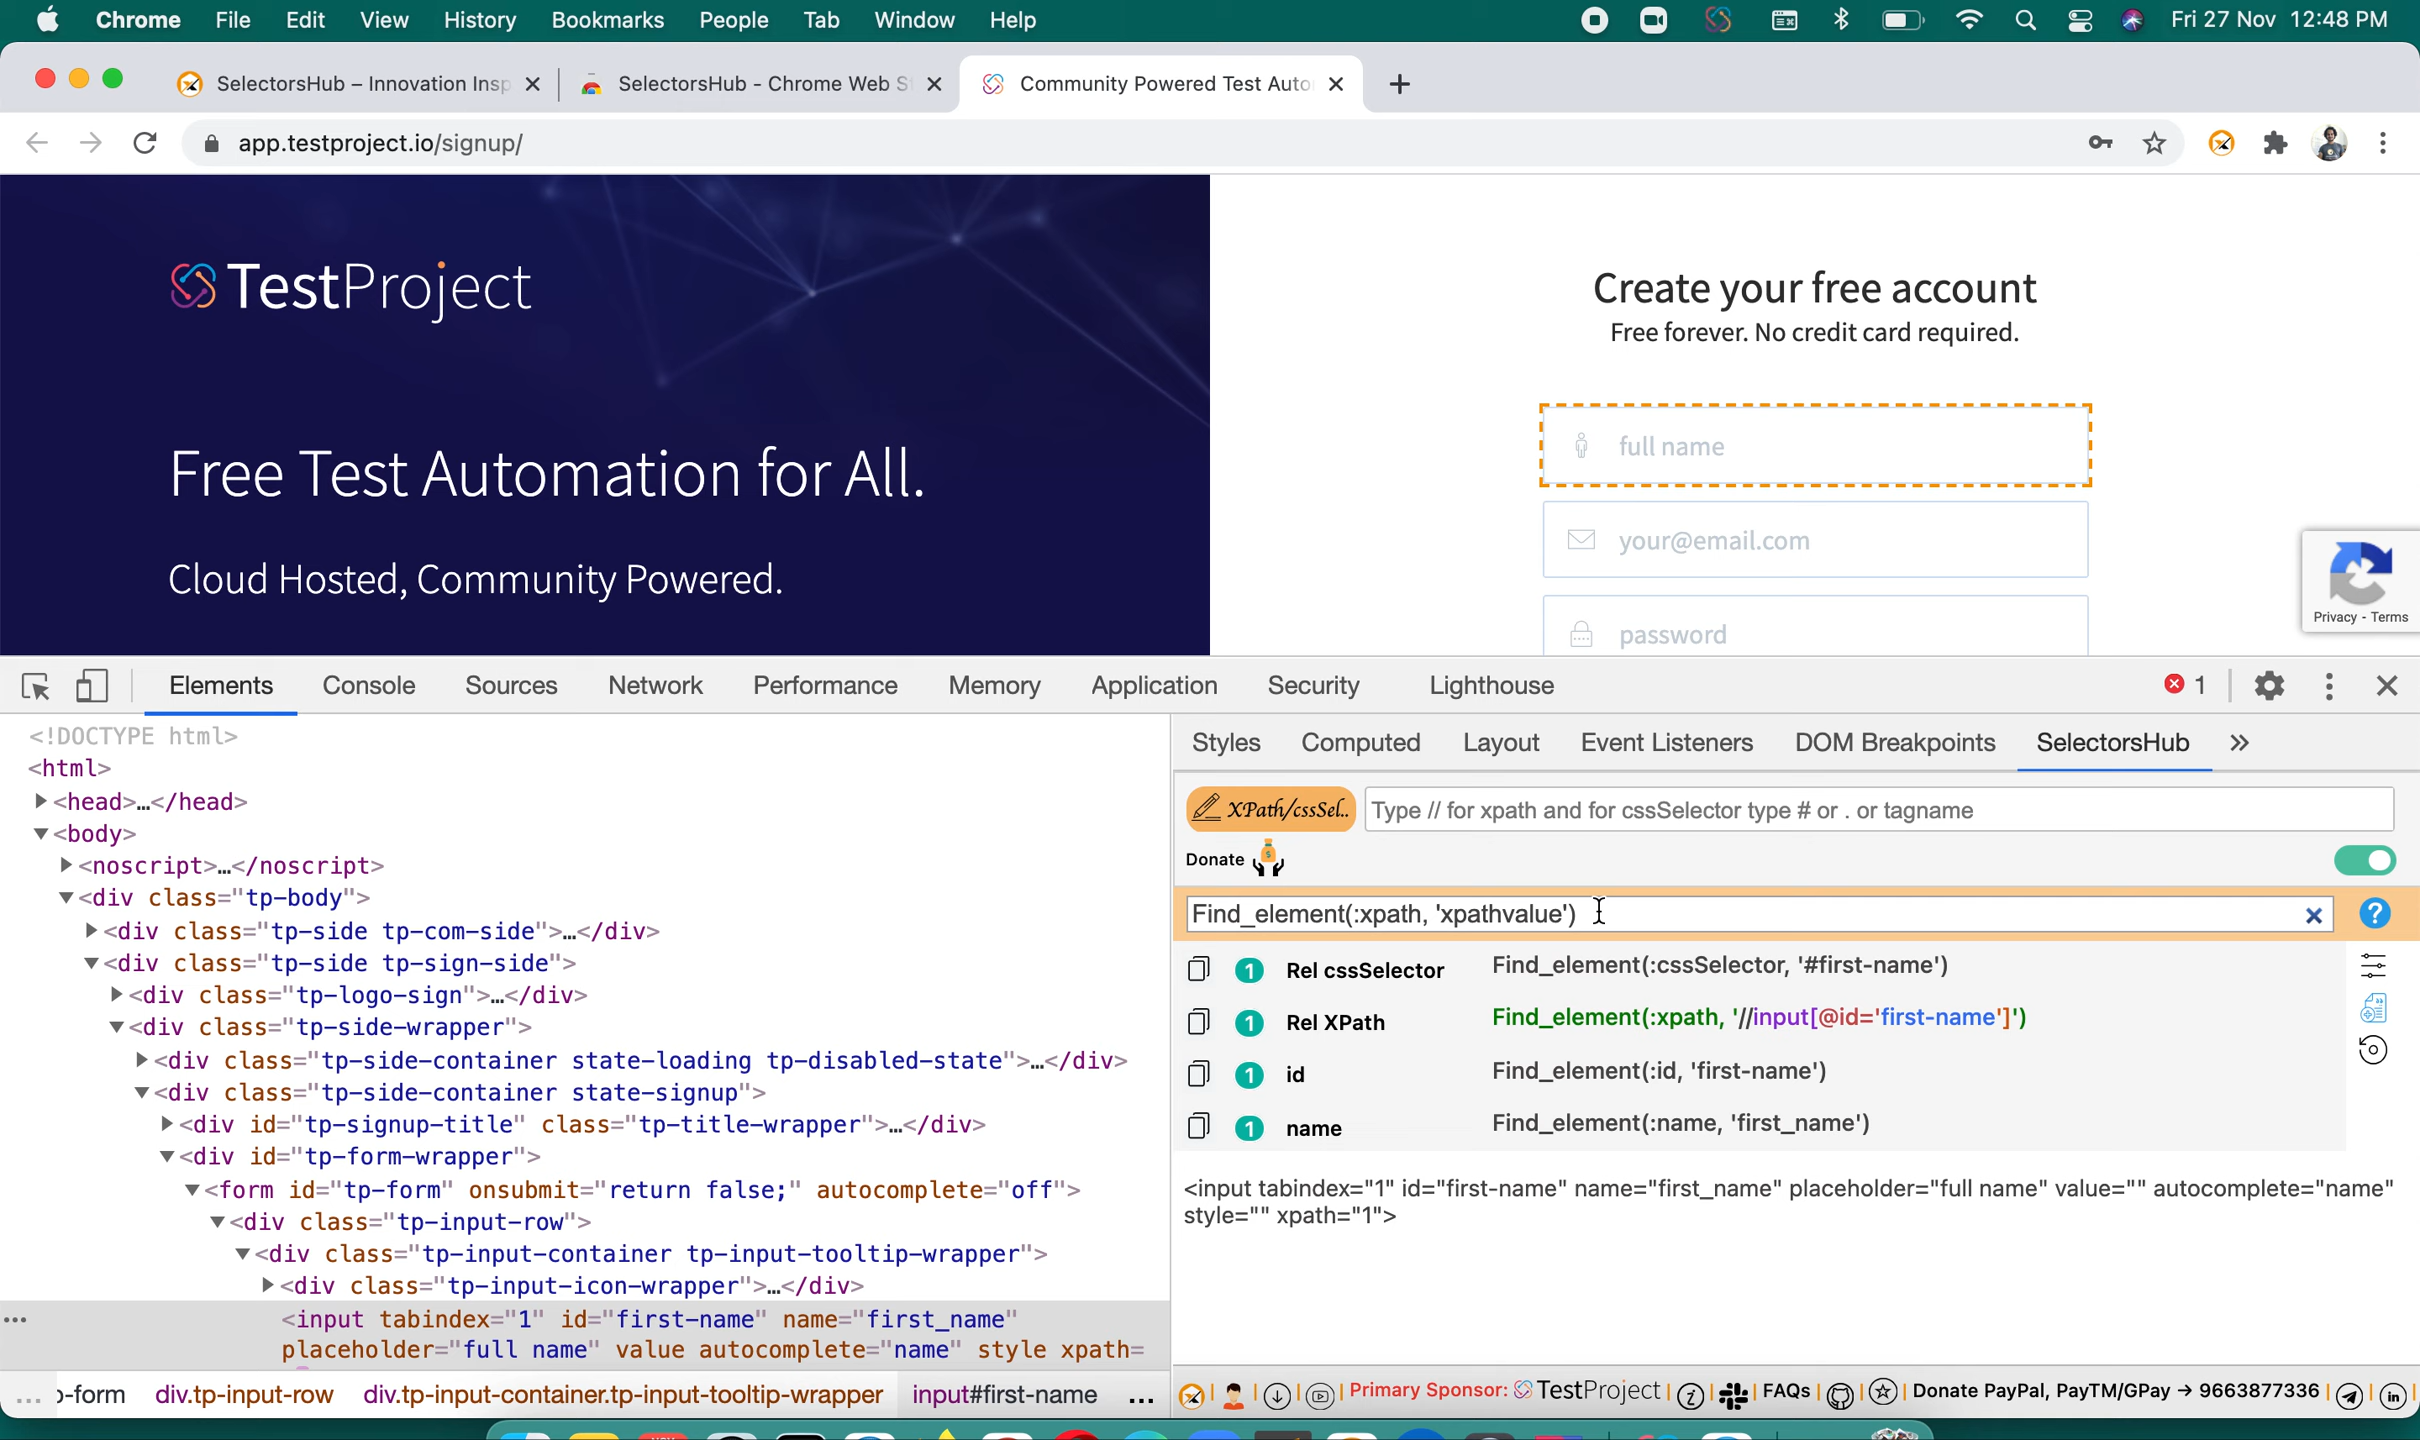 Chrome File Edit View History Bookmarks People Tab Window Help Fri 27 Nov 12:48 PM
SelectorsHub – Innovation Insp SelectorsHub - Chrome Web St Community Powered Test Auto
app.testproject.io/signup/
TestProject
Free Test Automation for All.
Cloud Hosted, Community Powered.
Create your free account
Free forever. No credit card required.
full name
your@email.com
password
Privacy - Terms
Elements Console Sources Network Performance Memory Application Security Lighthouse 1
<!DOCTYPE html>
<html>
<head>…</head>
<body>
<noscript>…</noscript>
<div class="tp-body">
<div class="tp-side tp-com-side">…</div>
<div class="tp-side tp-sign-side">
<div class="tp-logo-sign">…</div>
<div class="tp-side-wrapper">
<div class="tp-side-container state-loading tp-disabled-state">…</div>
<div class="tp-side-container state-signup">
<div id="tp-signup-title" class="tp-title-wrapper">…</div>
<div id="tp-form-wrapper">
<form id="tp-form" onsubmit="return false;" autocomplete="off">
<div class="tp-input-row">
<div class="tp-input-container tp-input-tooltip-wrapper">
<div class="tp-input-icon-wrapper">…</div>
<input tabindex="1" id="first-name" name="first_name"
placeholder="full name" value autocomplete="name" style xpath=
... p-form div.tp-input-row div.tp-input-container.tp-input-tooltip-wrapper input#first-name ...
Styles Computed Layout Event Listeners DOM Breakpoints SelectorsHub »
XPath/cssSel.. Type // for xpath and for cssSelector type # or . or tagname
Donate
Find_element(:xpath, 'xpathvalue') ?
1 Rel cssSelector Find_element(:cssSelector, '#first-name')
1 Rel XPath Find_element(:xpath, '//input[@id='first-name']')
1 id Find_element(:id, 'first-name')
1 name Find_element(:name, 'first_name')
<input tabindex="1" id="first-name" name="first_name" placeholder="full name" value="" autocomplete="name"
style="" xpath="1">
Primary Sponsor: TestProject | | | FAQs | | Donate PayPal, PayTM/GPay → 9663877336 | | in |